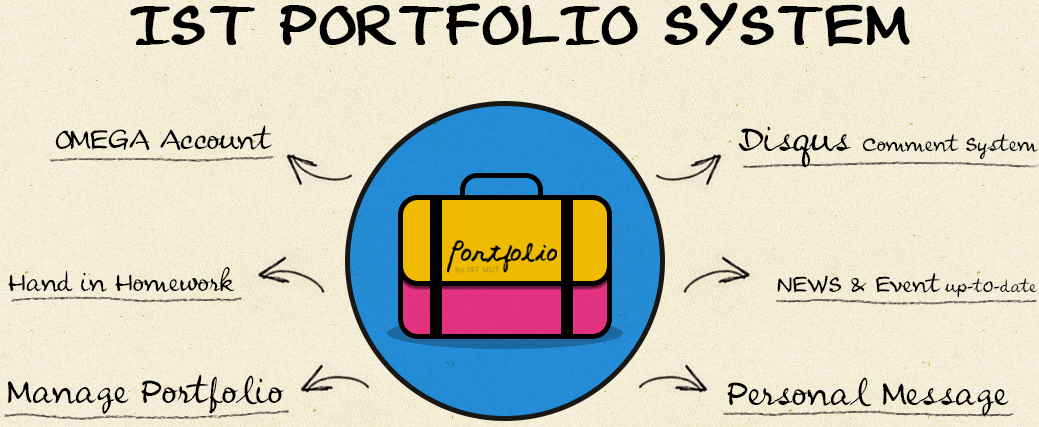 IST PORTFOLIO SYSTEM
OMEGA Account
Disqus Comment System
Portfolio
By IST MUT
Hand in Homework
NEWS & Event up-to-date
Manage Portfolio
Personal Message